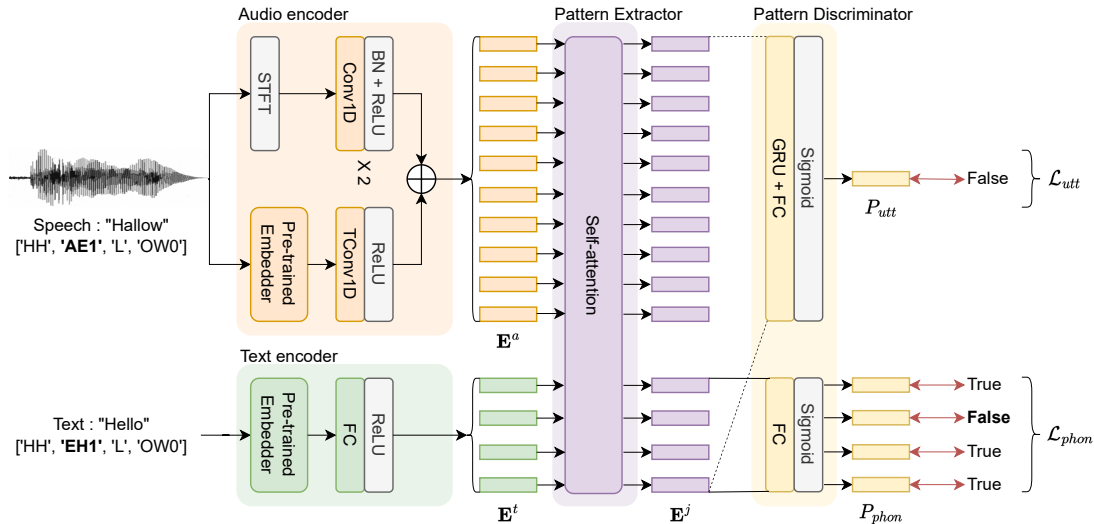 Audio encoder
Pattern Extractor
Pattern Discriminator
STFT
Conv1D
BN + ReLU
X 2
Speech : "Hallow"
['HH', 'AE1', 'L', 'OW0']
Pre-trained
Embedder
TConv1D
ReLU
E^a
Self-attention
GRU + FC
Sigmoid
P_utt
False
L_utt
Text encoder
Text : "Hello"
['HH', 'EH1', 'L', 'OW0']
Pre-trained
Embedder
FC
ReLU
E^t
E^j
FC
Sigmoid
P_phon
True
False
True
True
L_phon